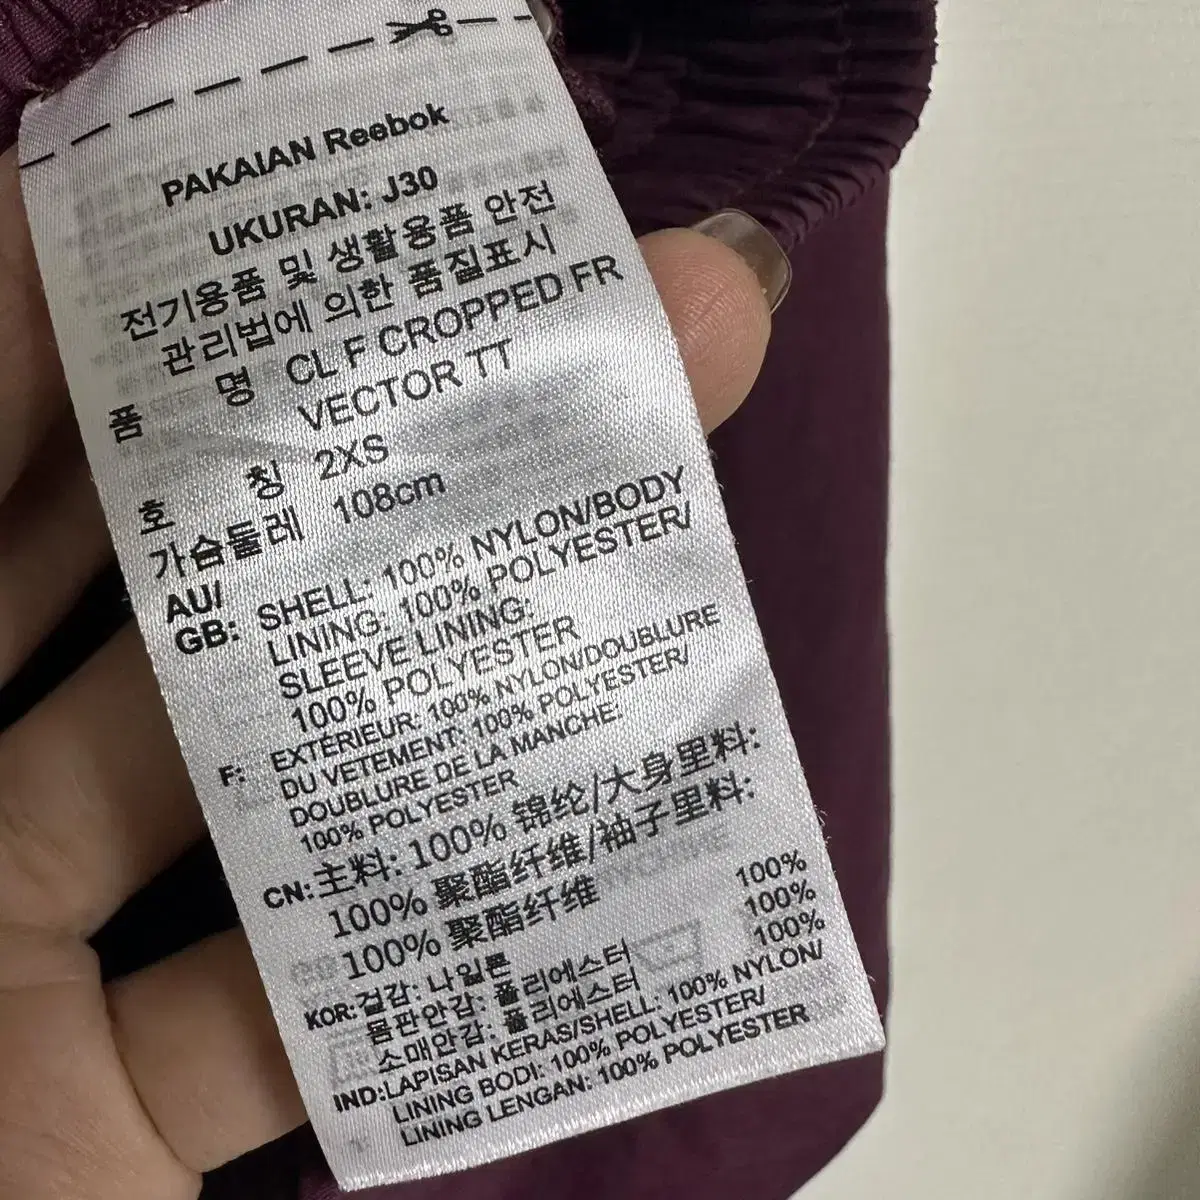 PAKAIAN Reebok
UKURAN: J30
전기용품 및 생활용품 안전
관리법에 의한 품질표시
품 명 CL F CROPPED FR
VECTOR TT
호 칭 2XS
가슴둘레 108cm
AU/
GB: SHELL: 100% NYLON/BODY
LINING: 100% POLYESTER/
SLEEVE LINING:
100% POLYESTER
F: EXTÉRIEUR: 100% NYLON/DOUBLURE
DU VETEMENT: 100% POLYESTER/
DOUBLURE DE LA MANCHE:
100% POLYESTER
CN: 主料: 100% 锦纶/大身里料:
100% 聚酯纤维/袖子里料:
100% 聚酯纤维
KOR: 겉감: 나일론 100%
몸판안감: 폴리에스터 100%
소매안감: 폴리에스터 100%
IND: LAPISAN KERAS/SHELL: 100% NYLON/
LINING BODI: 100% POLYESTER/
LINING LENGAN: 100% POLYESTER